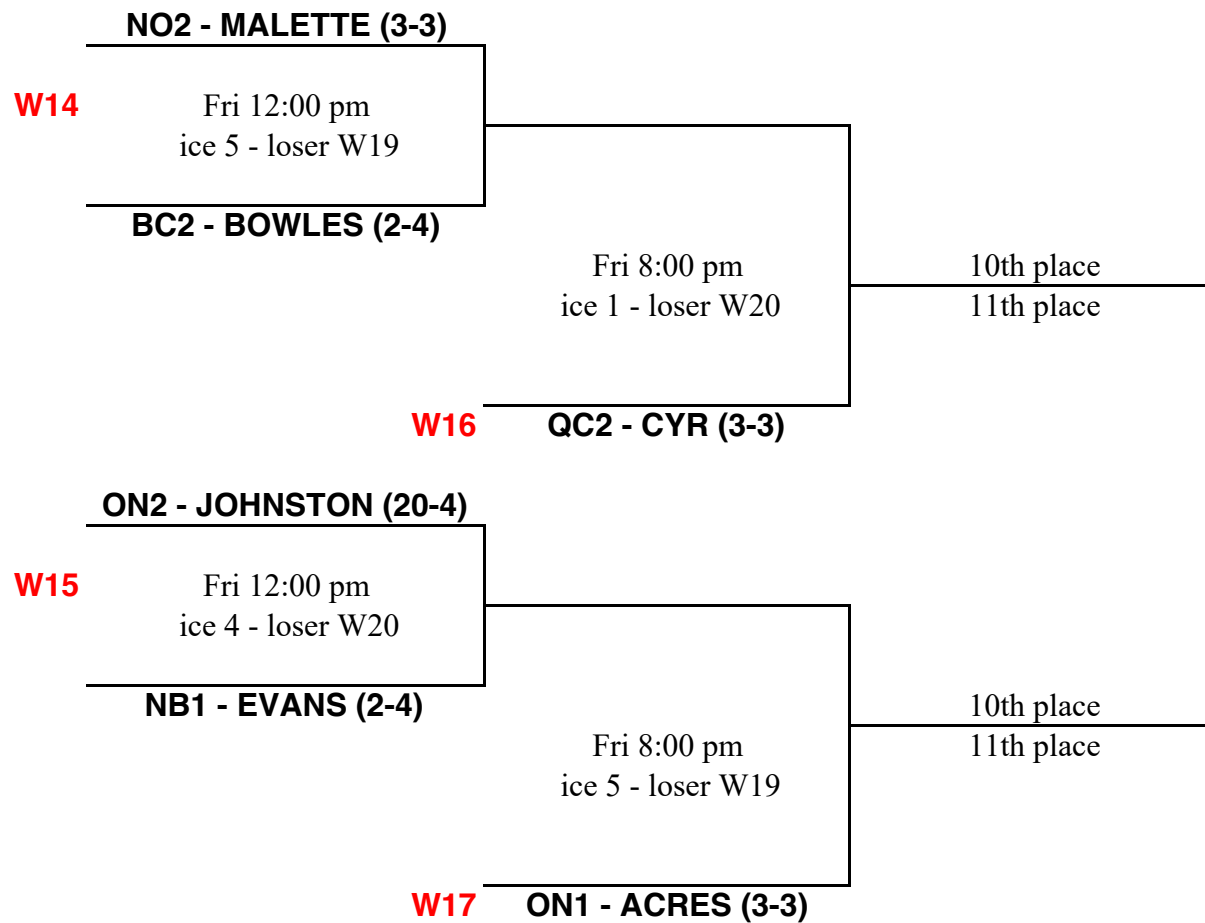 NO2 - MALETTE (3-3)
W14
Fri 12:00 pm
ice 5 - loser W19
BC2 - BOWLES (2-4)
Fri 8:00 pm
ice 1 - loser W20
10th place
11th place
W16
QC2 - CYR (3-3)
ON2 - JOHNSTON (20-4)
W15
Fri 12:00 pm
ice 4 - loser W20
NB1 - EVANS (2-4)
Fri 8:00 pm
ice 5 - loser W19
10th place
11th place
W17
ON1 - ACRES (3-3)